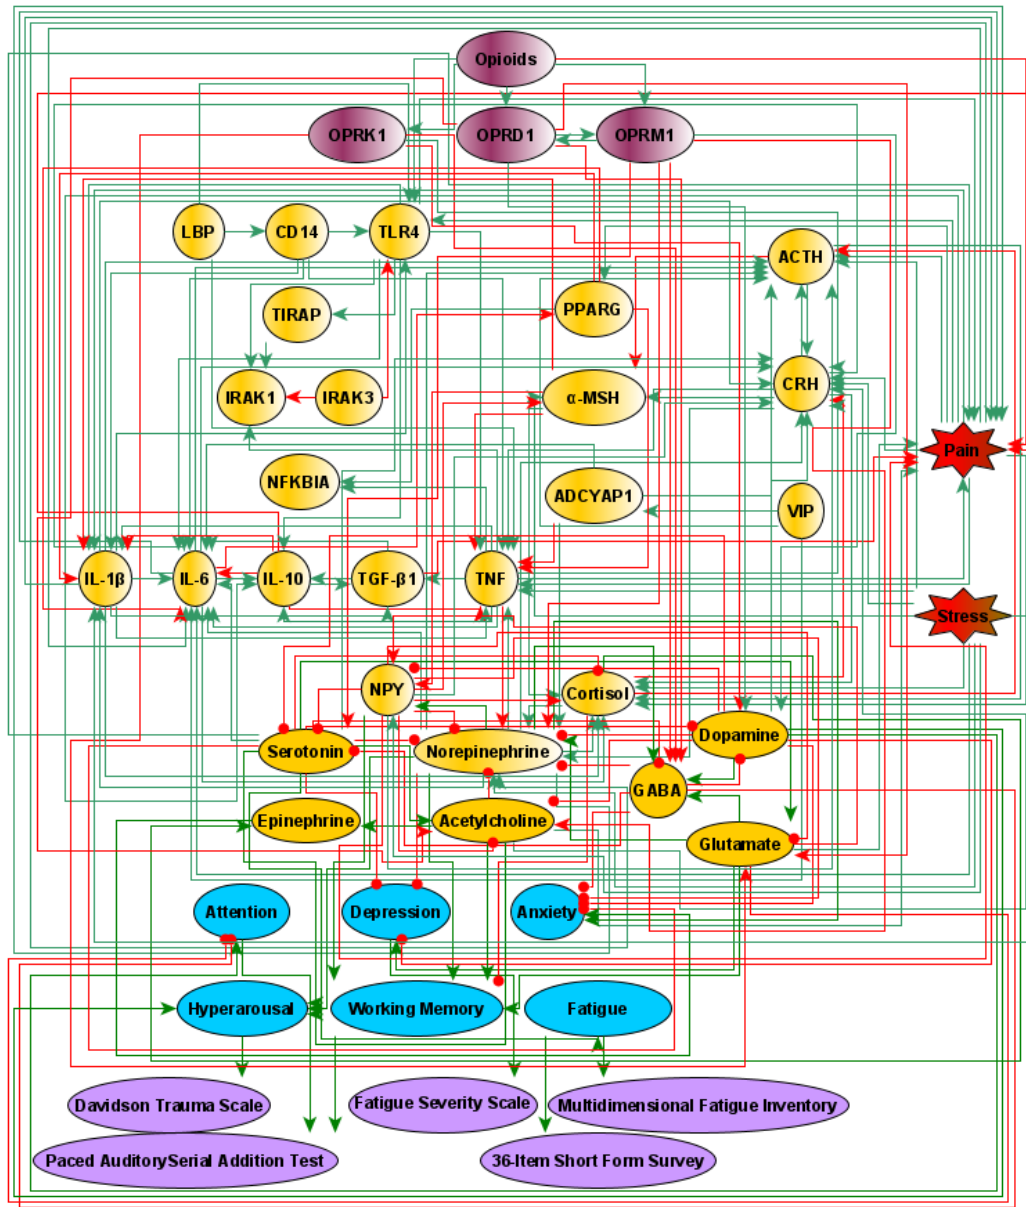 Opioids
OPRK1
OPRD1
OPRM1
LBP
CD14
TLR4
ACTH
TIRAP
PPARG
IRAK1
IRAK3
α-MSH
CRH
Pain
NFKBIA
ADCYAP1
VIP
IL-1β
IL-6
IL-10
TGF-β1
TNF
Stress
NPY
Cortisol
Serotonin
Norepinephrine
Dopamine
GABA
Epinephrine
Acetylcholine
Glutamate
Attention
Depression
Anxiety
Hyperarousal
Working Memory
Fatigue
Davidson Trauma Scale
Fatigue Severity Scale
Multidimensional Fatigue Inventory
Paced AuditorySerial Addition Test
36-Item Short Form Survey